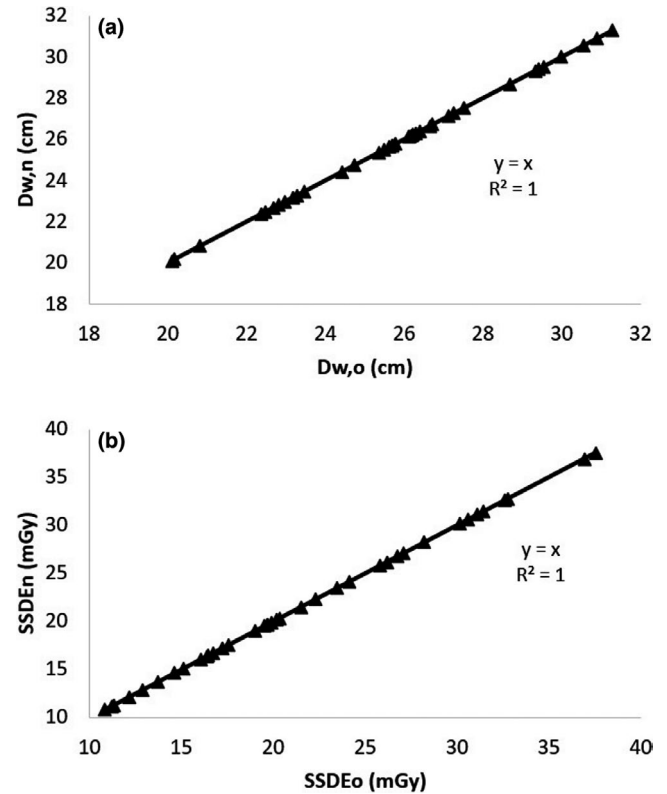 (a)
32
30
28
26
24
22
20
18
Dw,n (cm)
y = x
R² = 1
18 20 22 24 26 28 30 32
Dw,o (cm)
(b)
40
35
30
25
20
15
10
SSDEn (mGy)
y = x
R² = 1
10 15 20 25 30 35 40
SSDEo (mGy)